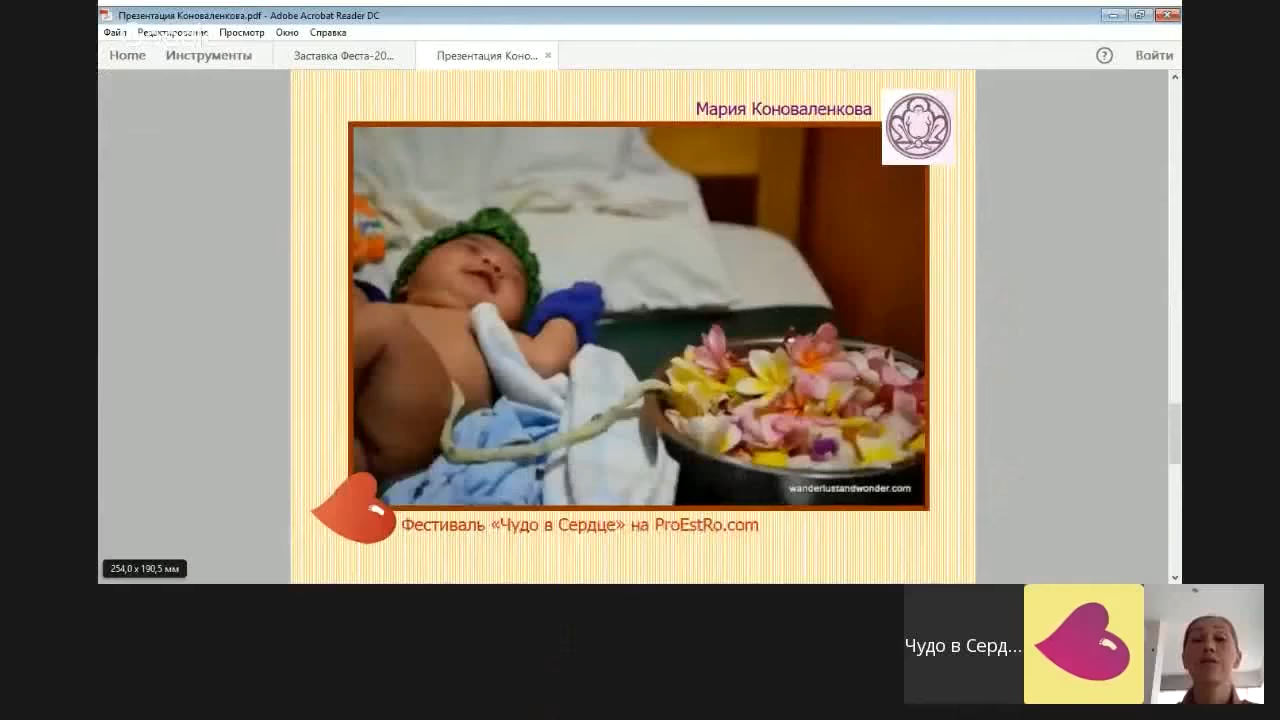 Презентация Коноваленкова.pdf - Adobe Acrobat Reader DC
Файл Редактирование Просмотр Окно Справка
Home Инструменты Заставка Феста-20... Презентация Коно... × ? Войти
Мария Коноваленкова
wanderlustandwonder.com
Фестиваль «Чудо в Сердце» на ProEstRo.com
254,0 x 190,5 мм
Чудо в Серд...